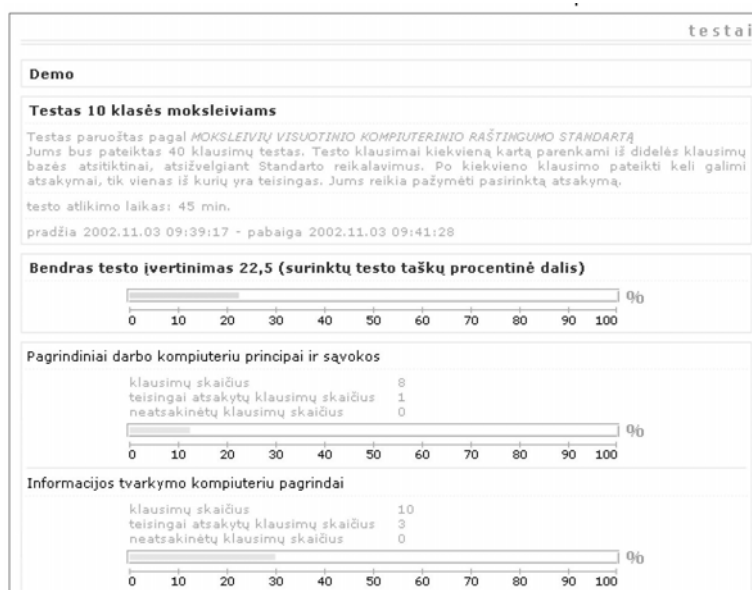 testai
Demo
Testas 10 klasės moksleiviams
Testas paruoštas pagal MOKSLEIVIŲ VISUOTINIO KOMPIUTERINIO RAŠTINGUMO STANDARTĄ
Jums bus pateiktas 40 klausimų testas. Testo klausimai kiekvieną kartą parenkami iš didelės klausimų
bazės atsitiktinai, atsižvelgiant Standarto reikalavimus. Po kiekvieno klausimo pateikti keli galimi
atsakymai, tik vienas iš kurių yra teisingas. Jums reikia pažymėti pasirinktą atsakymą.
testo atlikimo laikas: 45 min.
pradžia 2002.11.03 09:39:17 - pabaiga 2002.11.03 09:41:28
Bendras testo įvertinimas 22,5 (surinktų testo taškų procentinė dalis)
%
0 10 20 30 40 50 60 70 80 90 100
Pagrindiniai darbo kompiuteriu principai ir sąvokos
klausimų skaičius 8
teisingai atsakytų klausimų skaičius 1
neatsakinėtų klausimų skaičius 0
%
0 10 20 30 40 50 60 70 80 90 100
Informacijos tvarkymo kompiuteriu pagrindai
klausimų skaičius 10
teisingai atsakytų klausimų skaičius 3
neatsakinėtų klausimų skaičius 0
%
0 10 20 30 40 50 60 70 80 90 100